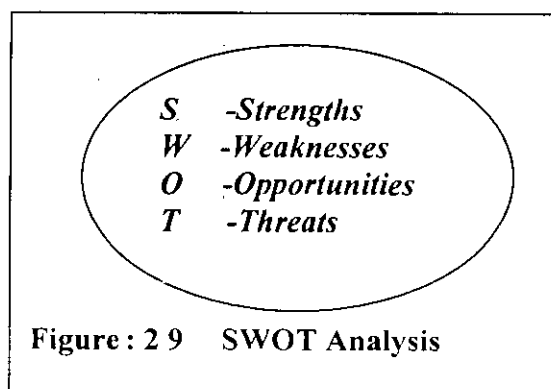 S -Strengths
W -Weaknesses
O -Opportunities
T -Threats
Figure : 2 9 SWOT Analysis